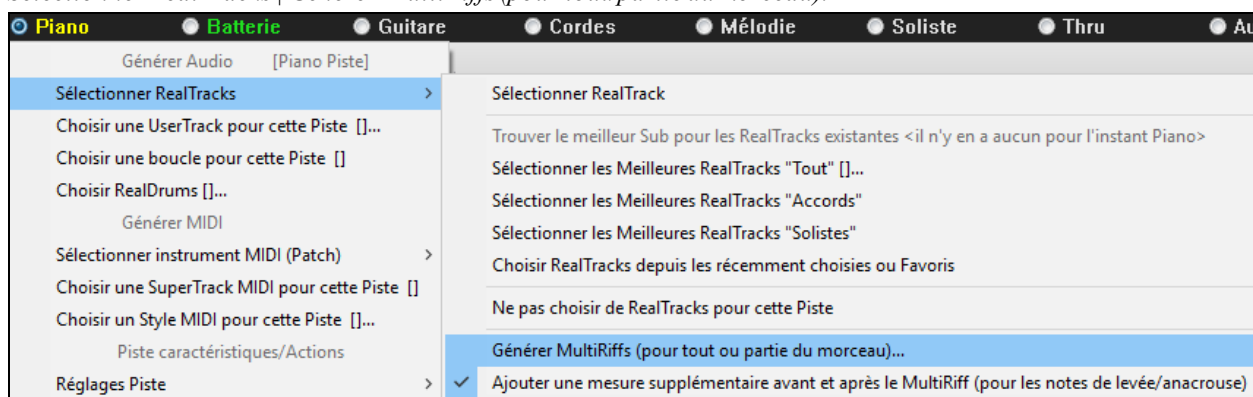 Piano Batterie Guitare Cordes Mélodie Soliste Thru
Générer Audio [Piano Piste]
Sélectionner RealTracks >
Choisir une UserTrack pour cette Piste []...
Choisir une boucle pour cette Piste []
Choisir RealDrums []...
Générer MIDI
Sélectionner instrument MIDI (Patch) >
Choisir une SuperTrack MIDI pour cette Piste []
Choisir un Style MIDI pour cette Piste []...
Piste caractéristiques/Actions
Réglages Piste >
Sélectionner RealTrack
Trouver le meilleur Sub pour les RealTracks existantes <il n'y en a aucun pour l'instant Piano>
Sélectionner les Meilleures RealTracks "Tout" []...
Sélectionner les Meilleures RealTracks "Accords"
Sélectionner les Meilleures RealTracks "Solistes"
Choisir RealTracks depuis les récemment choisies ou Favoris
Ne pas choisir de RealTracks pour cette Piste
Générer MultiRiffs (pour tout ou partie du morceau)...
✓ Ajouter une mesure supplémentaire avant et après le MultiRiff (pour les notes de levée/anacrouse)